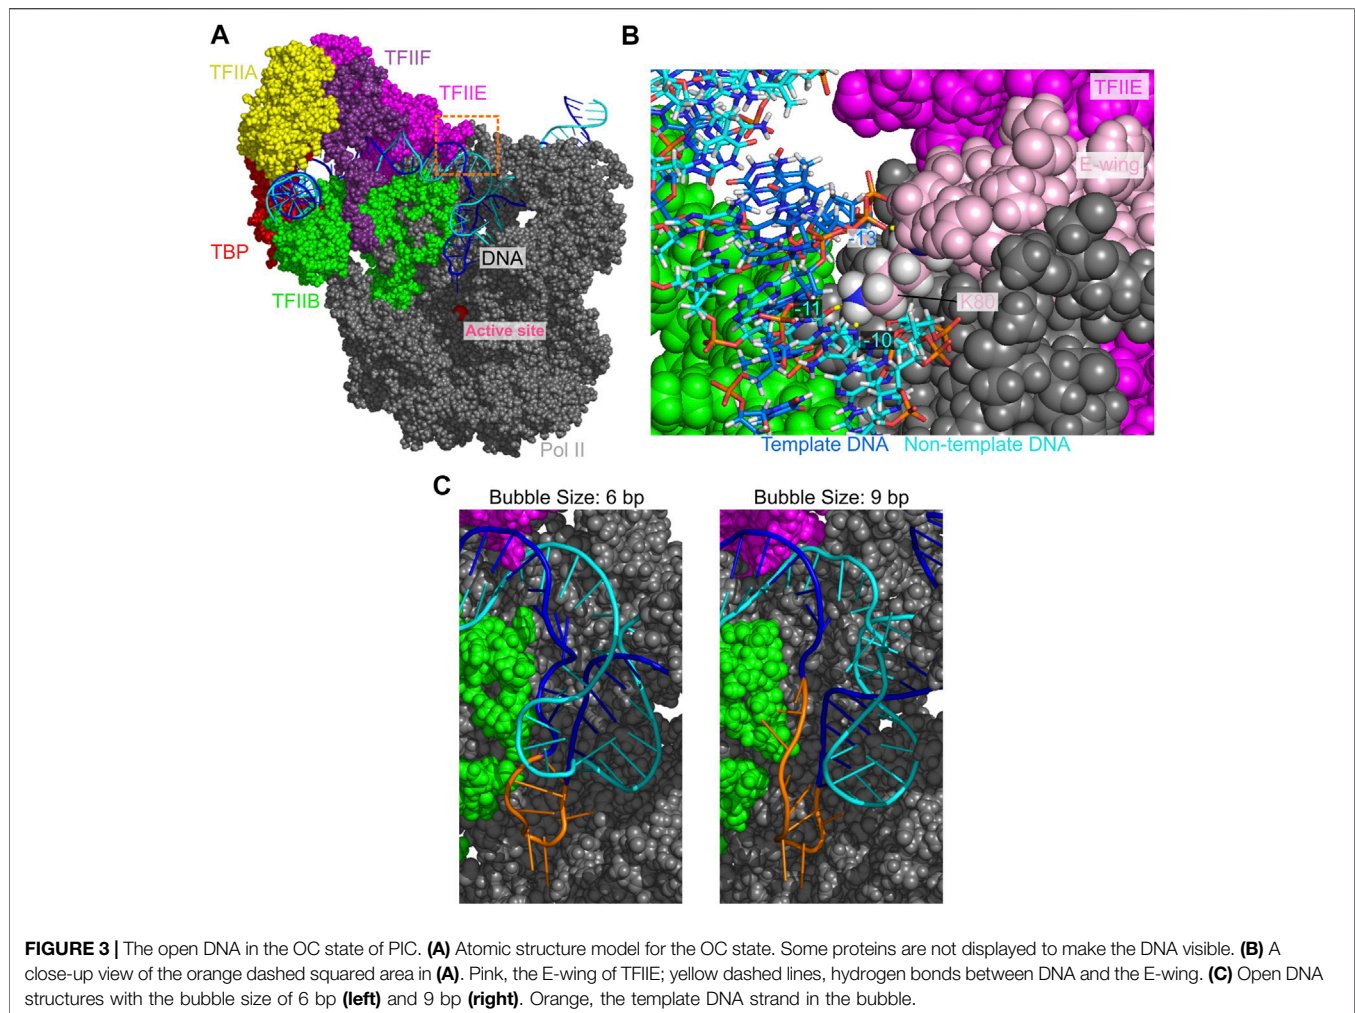 A
TFIIA
TFIIF
TFIIE
TBP
TFIIB
DNA
Active site
Pol II
B
TFIIE
E-wing
-13
K80
-11
-10
Template DNA Non-template DNA
C
Bubble Size: 6 bp
Bubble Size: 9 bp
FIGURE 3 | The open DNA in the OC state of PIC. (A) Atomic structure model for the OC state. Some proteins are not displayed to make the DNA visible. (B) A
close-up view of the orange dashed squared area in (A). Pink, the E-wing of TFIIE; yellow dashed lines, hydrogen bonds between DNA and the E-wing. (C) Open DNA
structures with the bubble size of 6 bp (left) and 9 bp (right). Orange, the template DNA strand in the bubble.